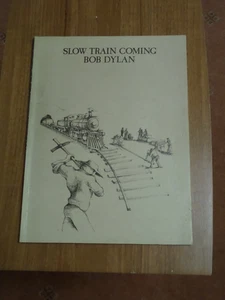 SLOW TRAIN COMING
BOB DYLAN